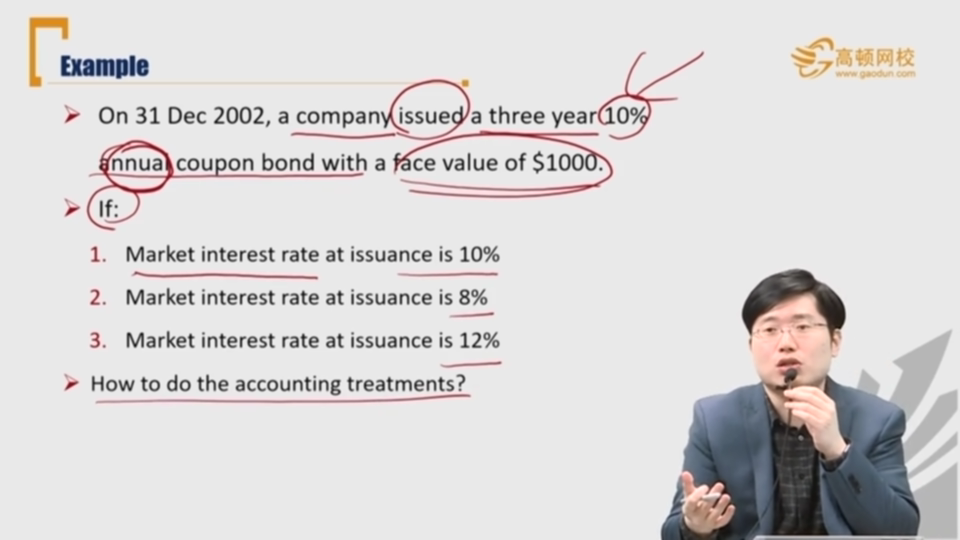 Example
高顿网校
www.gaodun.com
➤ On 31 Dec 2002, a company issued a three year 10%
annual coupon bond with a face value of $1000.
➤ If:
1. Market interest rate at issuance is 10%
2. Market interest rate at issuance is 8%
3. Market interest rate at issuance is 12%
➤ How to do the accounting treatments?